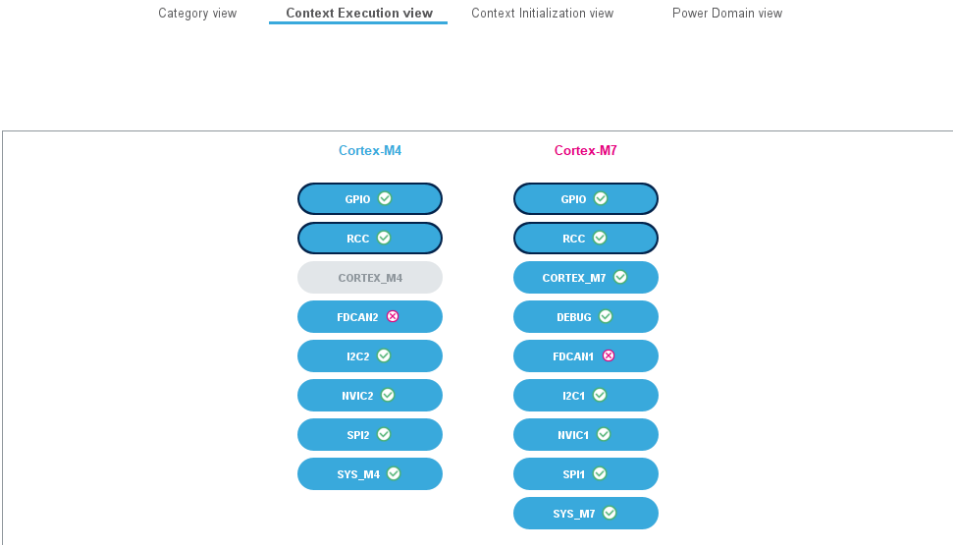 Category view
Context Execution view
Context Initialization view
Power Domain view
Cortex-M4
Cortex-M7
GPIO
GPIO
RCC
RCC
CORTEX_M4
CORTEX_M7
FDCAN2
DEBUG
I2C2
FDCAN1
NVIC2
I2C1
SPI2
NVIC1
SYS_M4
SPI1
SYS_M7